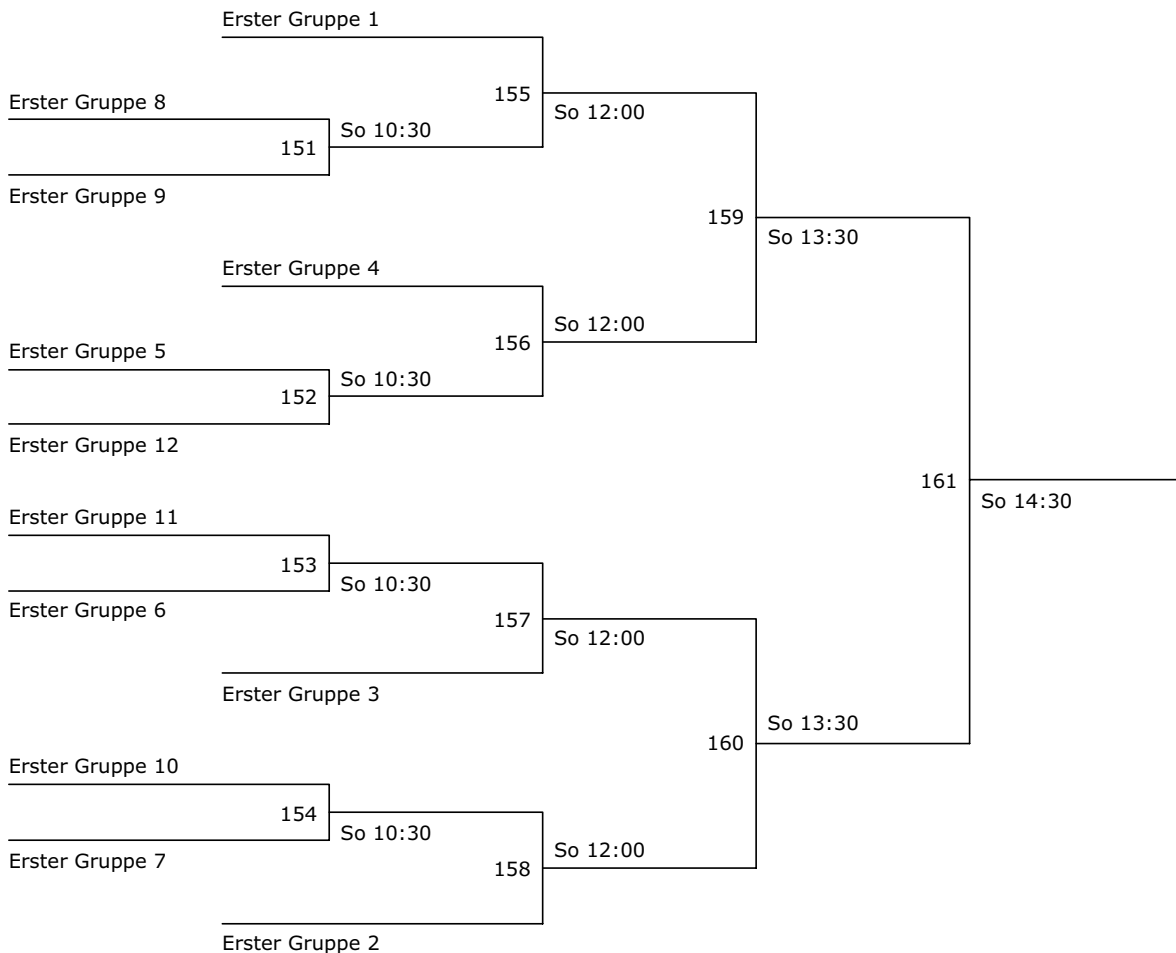 Erster Gruppe 1
155
So 12:00
Erster Gruppe 8
151
So 10:30
Erster Gruppe 9
159
So 13:30
Erster Gruppe 4
156
So 12:00
Erster Gruppe 5
152
So 10:30
Erster Gruppe 12
161
So 14:30
Erster Gruppe 11
153
So 10:30
Erster Gruppe 6
157
So 12:00
Erster Gruppe 3
160
So 13:30
Erster Gruppe 10
154
So 10:30
Erster Gruppe 7
158
So 12:00
Erster Gruppe 2